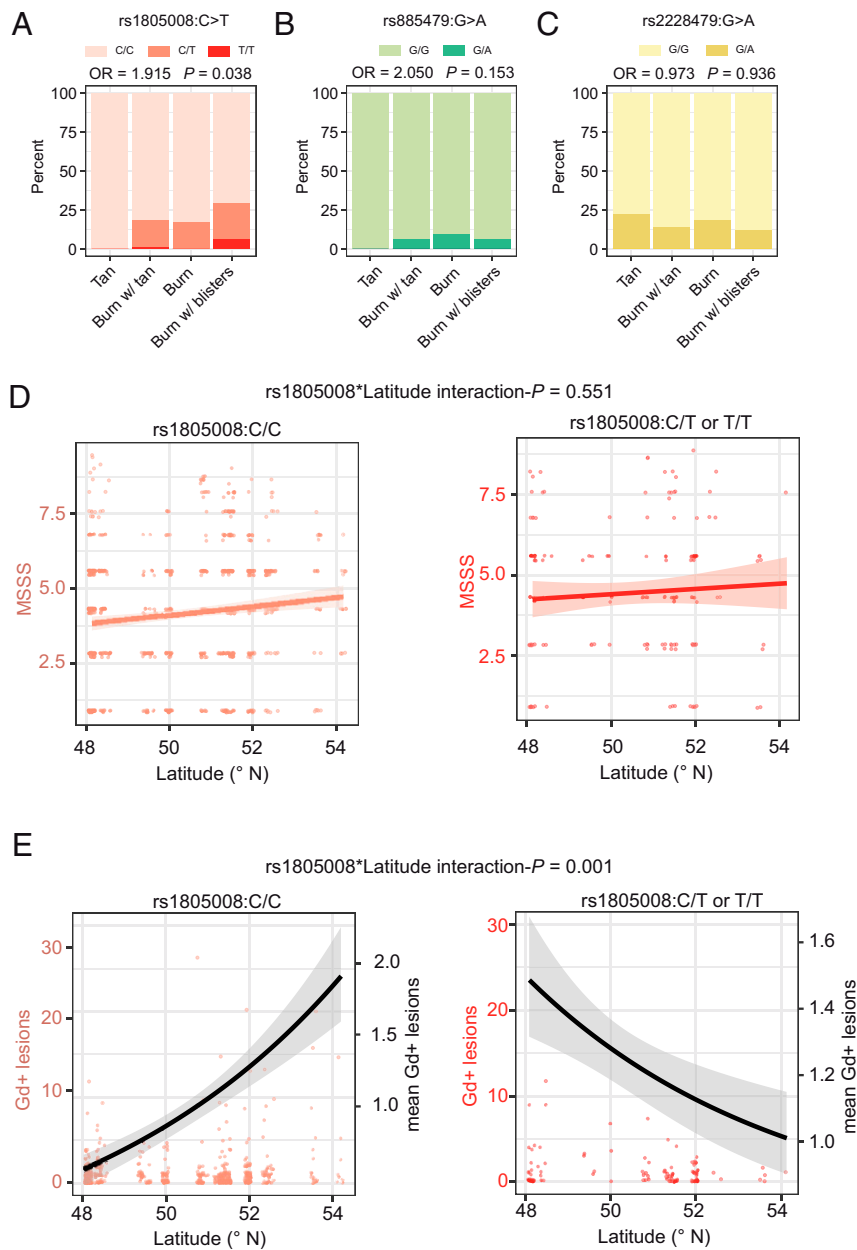 A
rs1805008:C>T
C/C C/T T/T
OR = 1.915 P = 0.038
Percent
100
75
50
25
0
Tan
Burn w/ tan
Burn
Burn w/ blisters
B
rs885479:G>A
G/G G/A
OR = 2.050 P = 0.153
Percent
100
75
50
25
0
Tan
Burn w/ tan
Burn
Burn w/ blisters
C
rs2228479:G>A
G/G G/A
OR = 0.973 P = 0.936
Percent
100
75
50
25
0
Tan
Burn w/ tan
Burn
Burn w/ blisters
D
rs1805008*Latitude interaction-P = 0.551
rs1805008:C/C
MSSS
7.5
5.0
2.5
48 50 52 54
Latitude (° N)
rs1805008:C/T or T/T
MSSS
7.5
5.0
2.5
48 50 52 54
Latitude (° N)
E
rs1805008*Latitude interaction-P = 0.001
rs1805008:C/C
Gd+ lesions
30
20
10
0
2.0
1.5
1.0
mean Gd+ lesions
48 50 52 54
Latitude (° N)
rs1805008:C/T or T/T
Gd+ lesions
30
20
10
0
1.6
1.4
1.2
1.0
mean Gd+ lesions
48 50 52 54
Latitude (° N)